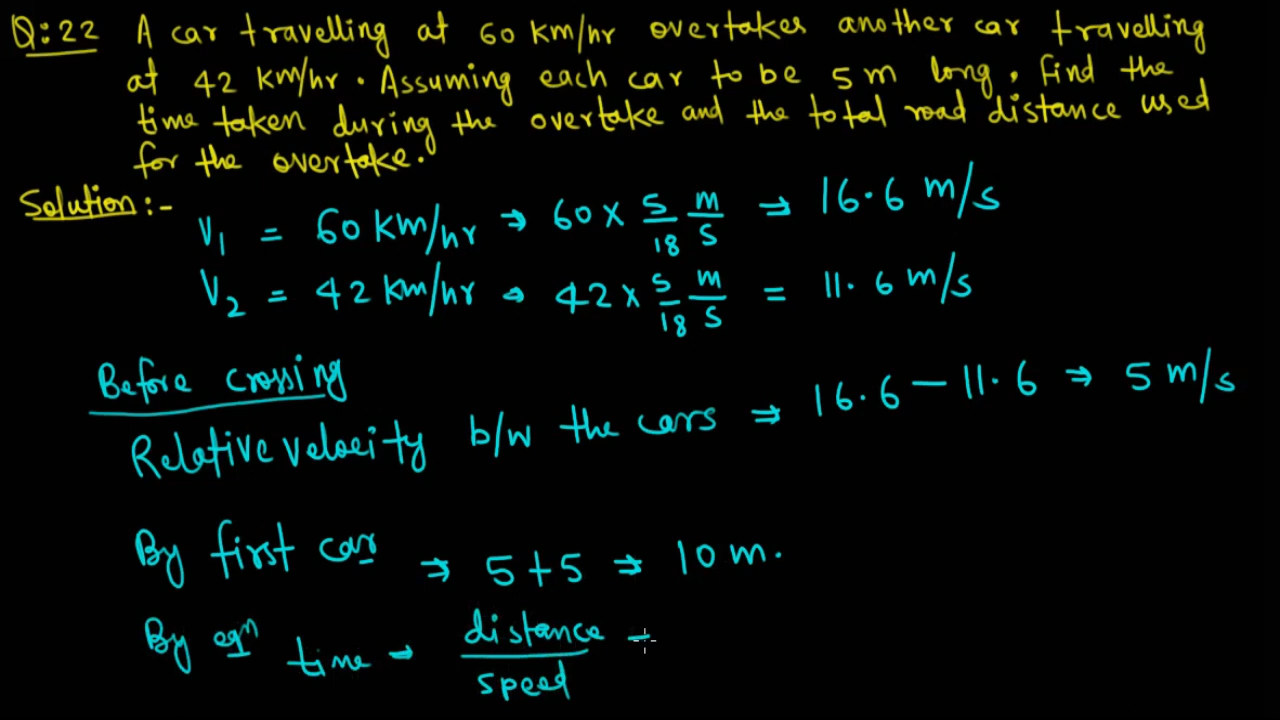 Q:22 A car travelling at 60 km/hr overtakes another car travelling
at 42 km/hr. Assuming each car to be 5 m long. Find the
time taken during the overtake and the total road distance used
for the overtake.
Solution:-
V₁ = 60 km/hr ⇒ 60 × 5/18 m/s ⇒ 16.6 m/s
V₂ = 42 km/hr ⇒ 42 × 5/18 m/s = 11.6 m/s
Before crossing
Relative velocity b/w the cars ⇒ 16.6 – 11.6 ⇒ 5 m/s
By first car ⇒ 5+5 ⇒ 10 m.
By eqⁿ time → distance/speed –